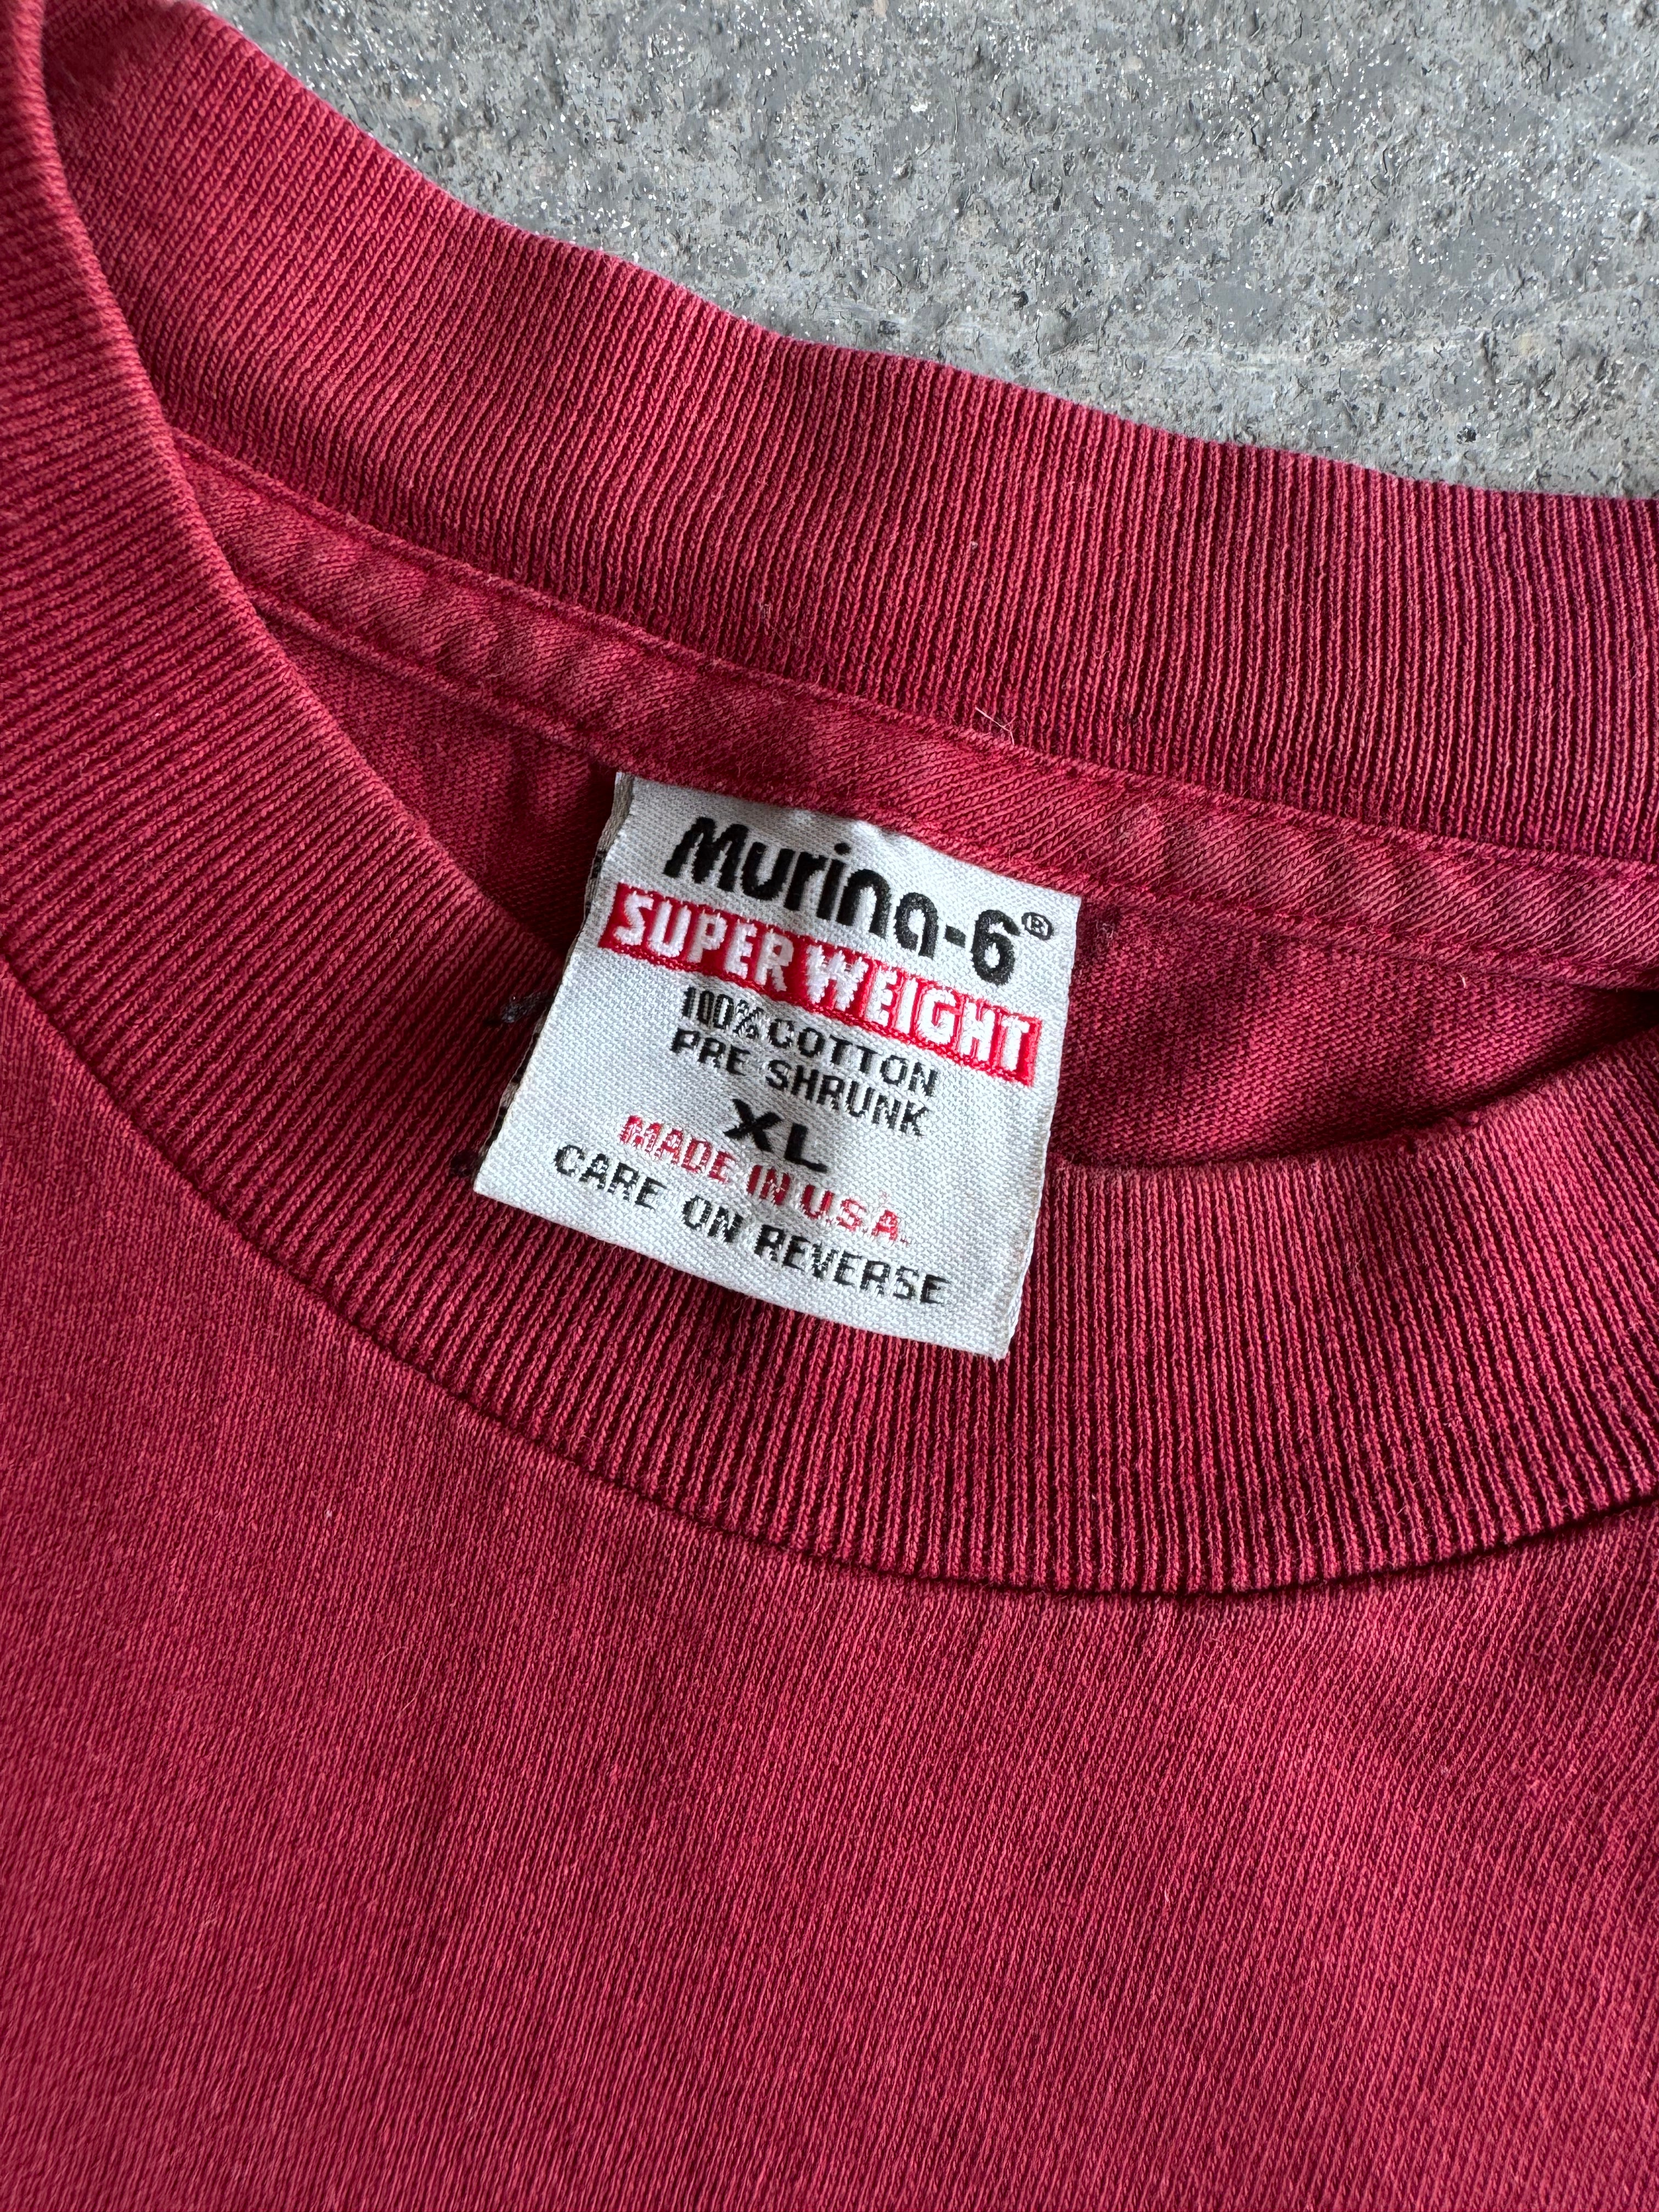 Murina-6®
SUPER WEIGHT
100% COTTON
PRE SHRUNK
XL
MADE IN U.S.A.
CARE ON REVERSE